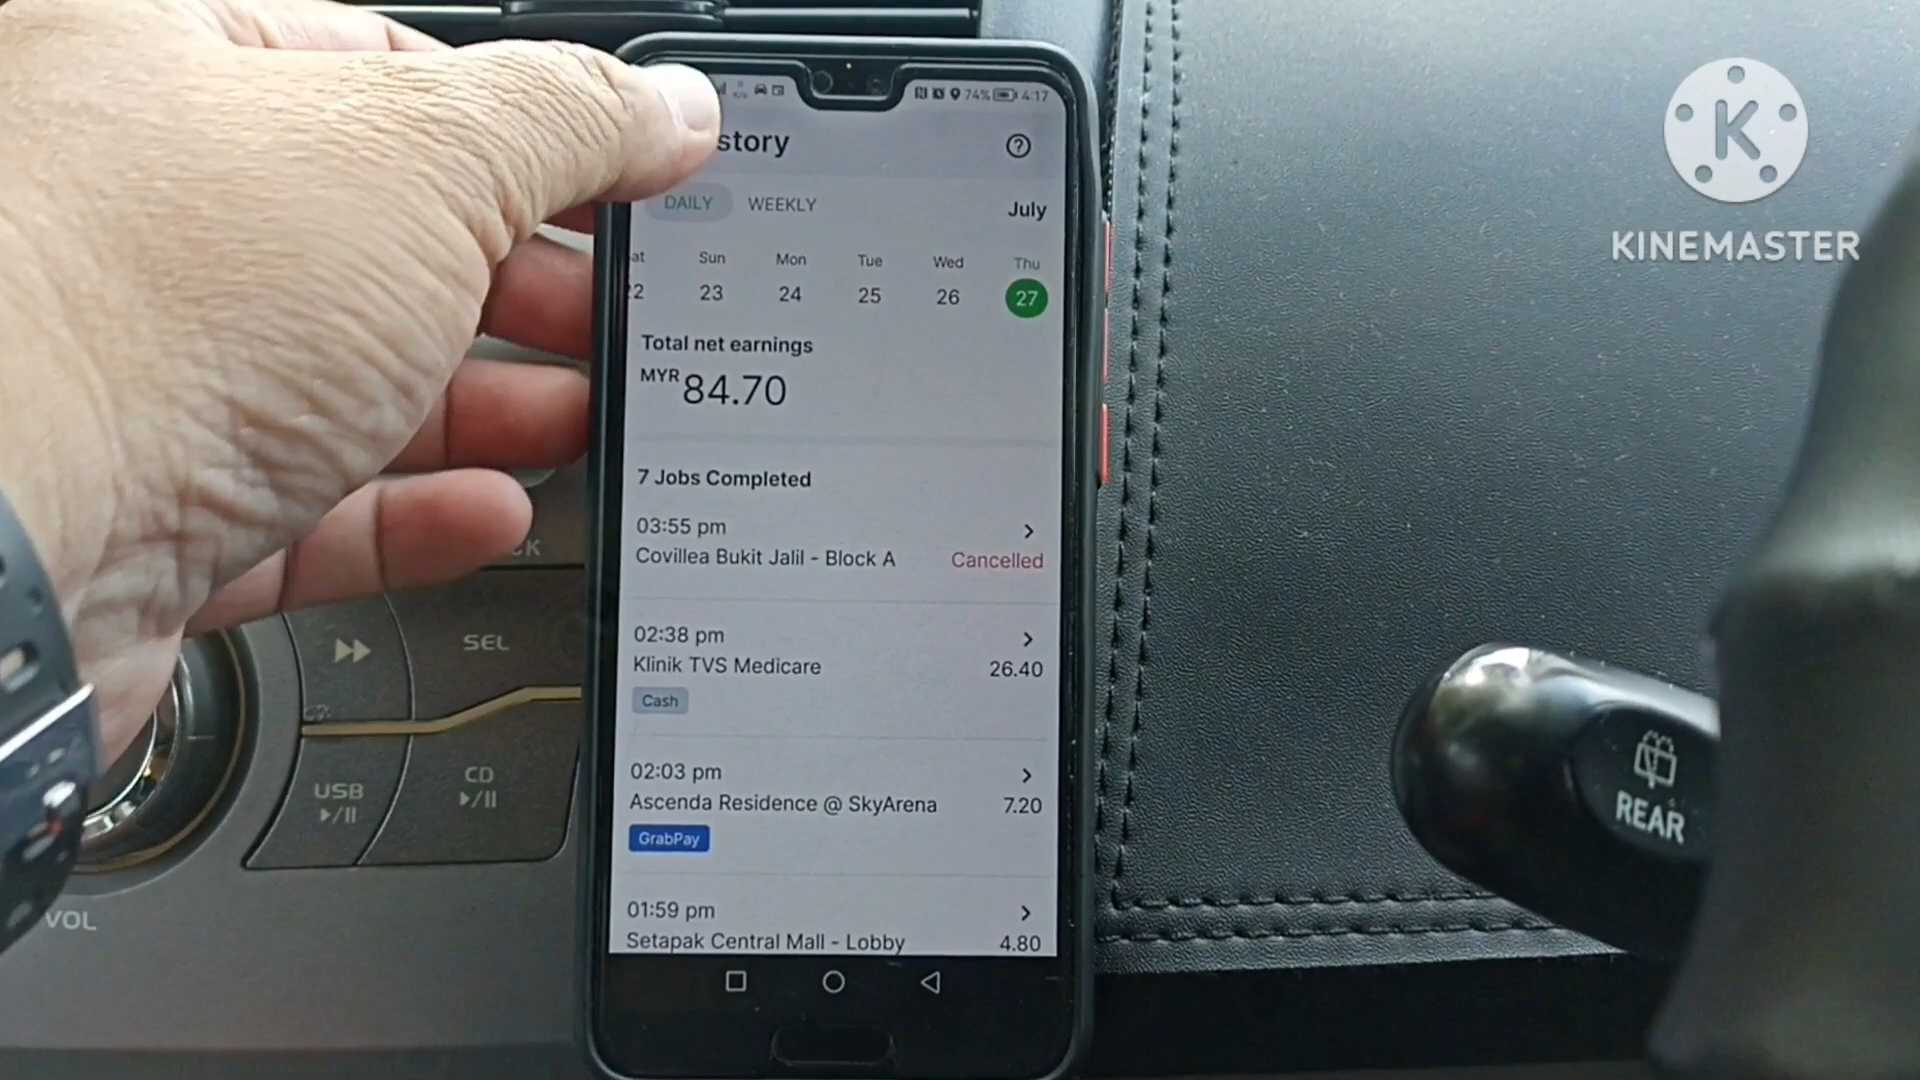 74% 4:17
story
DAILY WEEKLY July
at Sun Mon Tue Wed Thu
22 23 24 25 26 27
Total net earnings
MYR 84.70
7 Jobs Completed
03:55 pm
Covillea Bukit Jalil - Block A Cancelled
02:38 pm
Klinik TVS Medicare 26.40
Cash
02:03 pm
Ascenda Residence @ SkyArena 7.20
GrabPay
01:59 pm
Setapak Central Mall - Lobby 4.80
K
KINEMASTER
CK
SEL
USB
CD
VOL
REAR